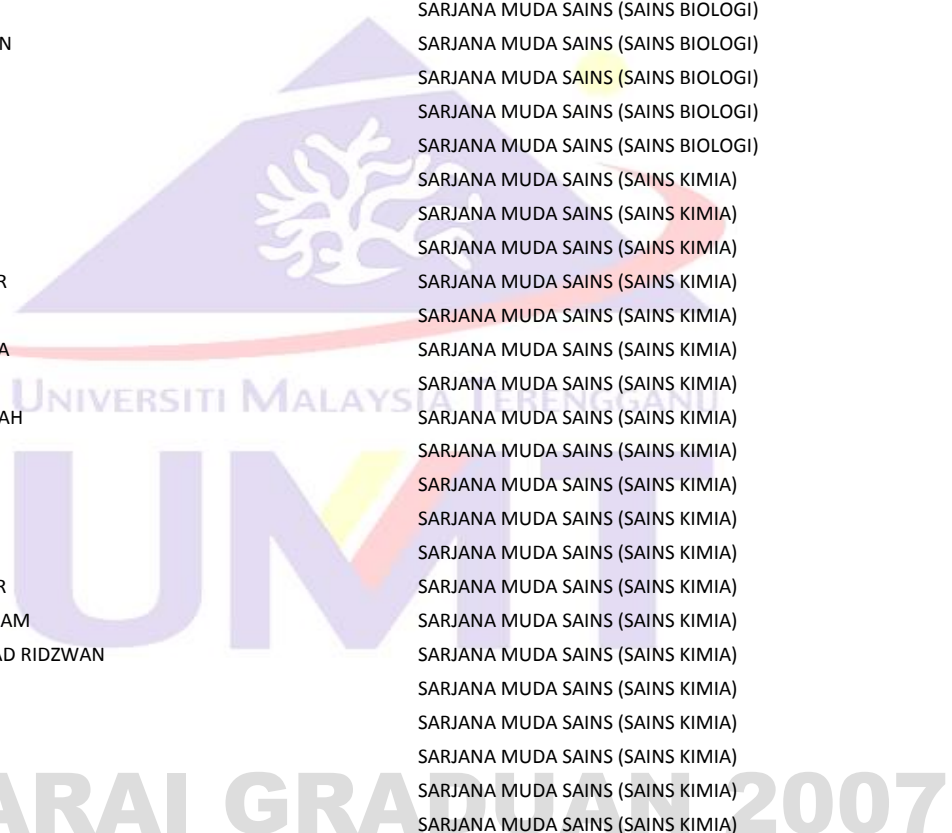 SARJANA MUDA SAINS (SAINS BIOLOGI)
N SARJANA MUDA SAINS (SAINS BIOLOGI)
SARJANA MUDA SAINS (SAINS BIOLOGI)
SARJANA MUDA SAINS (SAINS BIOLOGI)
SARJANA MUDA SAINS (SAINS BIOLOGI)
SARJANA MUDA SAINS (SAINS KIMIA)
SARJANA MUDA SAINS (SAINS KIMIA)
SARJANA MUDA SAINS (SAINS KIMIA)
R SARJANA MUDA SAINS (SAINS KIMIA)
SARJANA MUDA SAINS (SAINS KIMIA)
A SARJANA MUDA SAINS (SAINS KIMIA)
SARJANA MUDA SAINS (SAINS KIMIA)
UNIVERSITI MALAYSIA TERENGGANU
AH SARJANA MUDA SAINS (SAINS KIMIA)
SARJANA MUDA SAINS (SAINS KIMIA)
SARJANA MUDA SAINS (SAINS KIMIA)
SARJANA MUDA SAINS (SAINS KIMIA)
SARJANA MUDA SAINS (SAINS KIMIA)
UMT
R SARJANA MUDA SAINS (SAINS KIMIA)
AM SARJANA MUDA SAINS (SAINS KIMIA)
AD RIDZWAN SARJANA MUDA SAINS (SAINS KIMIA)
SARJANA MUDA SAINS (SAINS KIMIA)
SARJANA MUDA SAINS (SAINS KIMIA)
SARJANA MUDA SAINS (SAINS KIMIA)
SARJANA MUDA SAINS (SAINS KIMIA)
ARAI GRADUAN 2007
SARJANA MUDA SAINS (SAINS KIMIA)